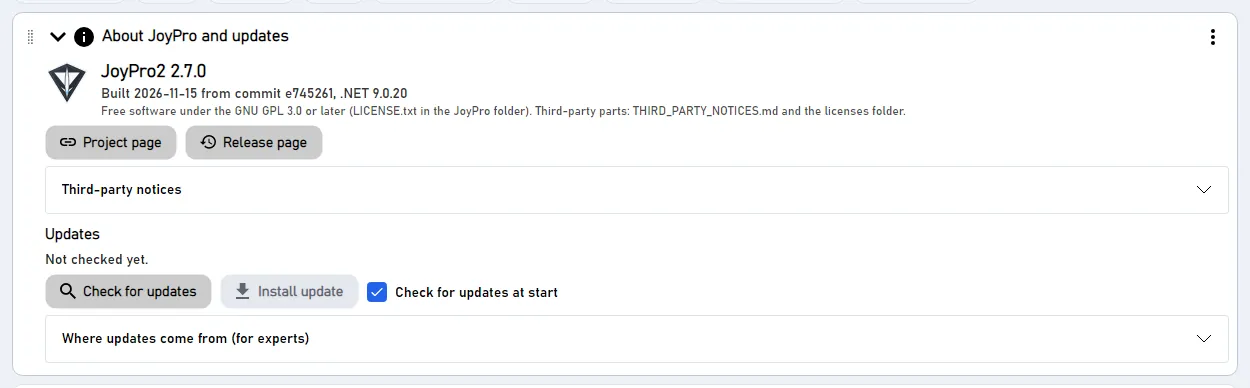 About JoyPro and updates
JoyPro2 2.7.0
Built 2026-11-15 from commit e745261, .NET 9.0.20
Free software under the GNU GPL 3.0 or later (LICENSE.txt in the JoyPro folder). Third-party parts: THIRD_PARTY_NOTICES.md and the licenses folder.
Project page
Release page
Third-party notices
Updates
Not checked yet.
Check for updates
Install update
Check for updates at start
Where updates come from (for experts)